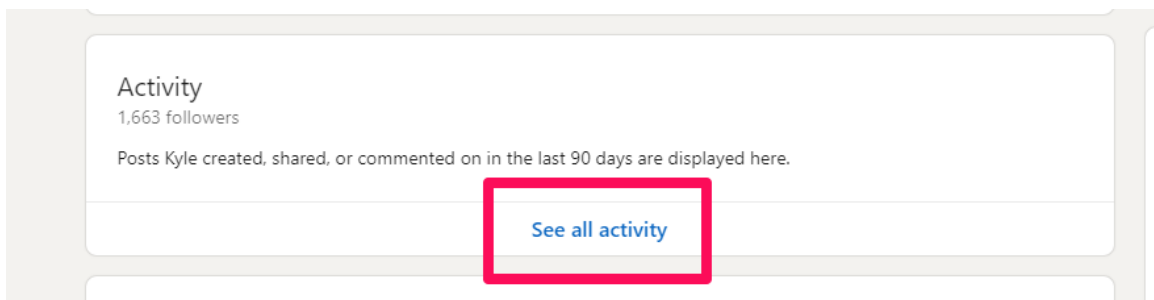 Activity
1,663 followers
Posts Kyle created, shared, or commented on in the last 90 days are displayed here.
See all activity